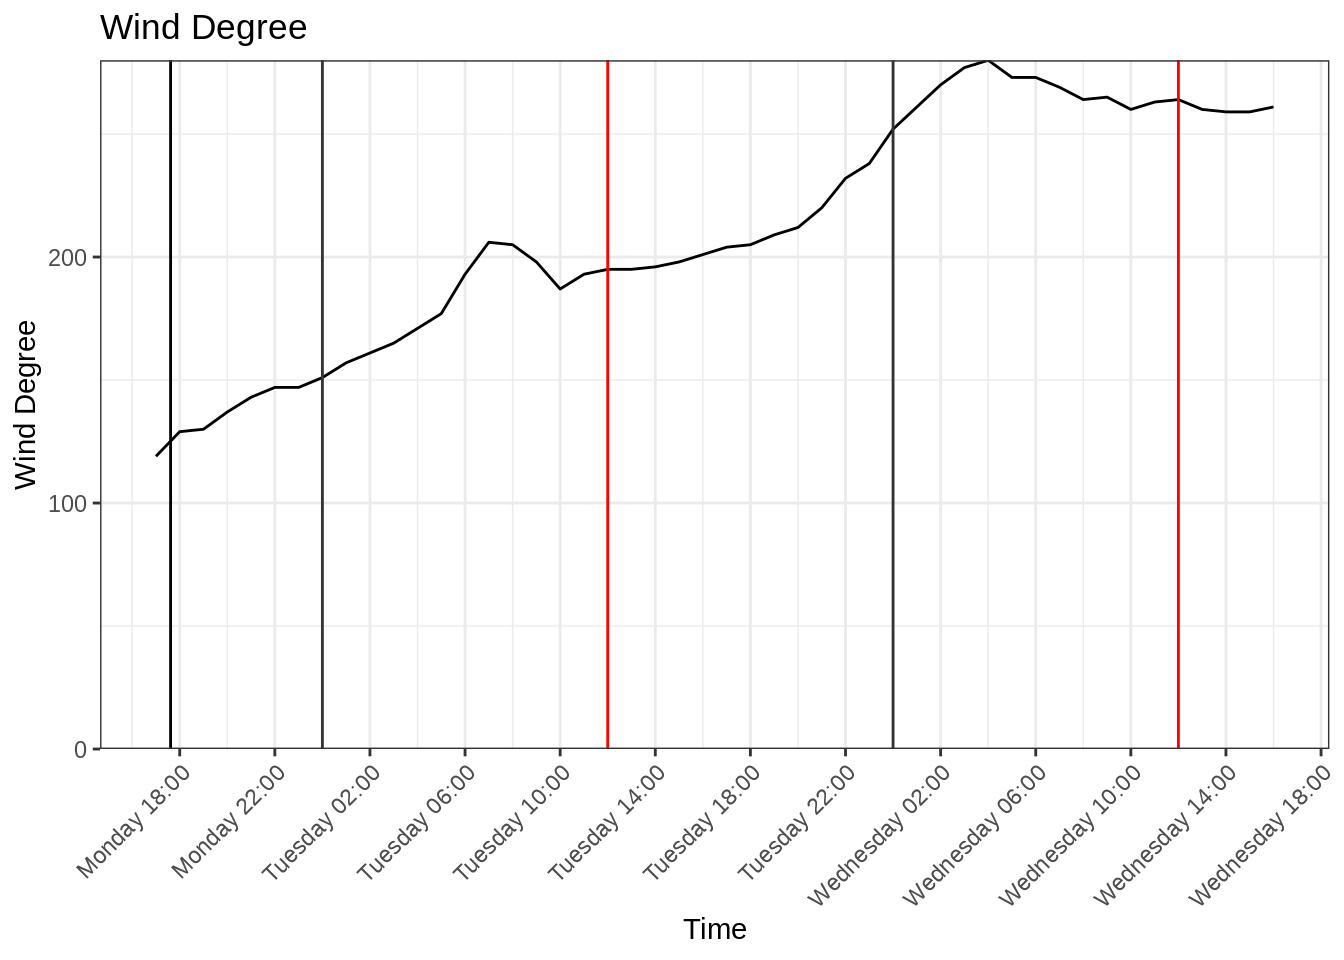 Wind Degree
Wind Degree
200
100
0
Monday 18:00
Monday 22:00
Tuesday 02:00
Tuesday 06:00
Tuesday 10:00
Tuesday 14:00
Tuesday 18:00
Tuesday 22:00
Wednesday 02:00
Wednesday 06:00
Wednesday 10:00
Wednesday 14:00
Wednesday 18:00
Time